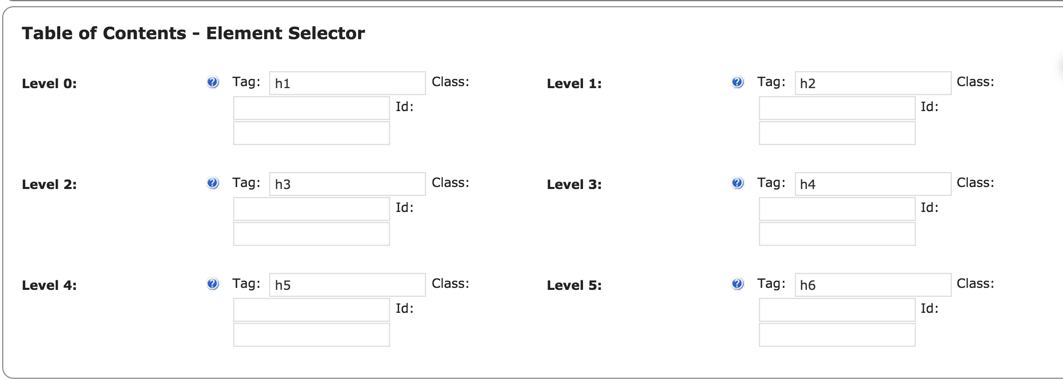 Table of Contents - Element Selector
Level 0: ? Tag: h1 Class: Level 1: ? Tag: h2 Class:
Id: Id:
Level 2: ? Tag: h3 Class: Level 3: ? Tag: h4 Class:
Id: Id:
Level 4: ? Tag: h5 Class: Level 5: ? Tag: h6 Class:
Id: Id: